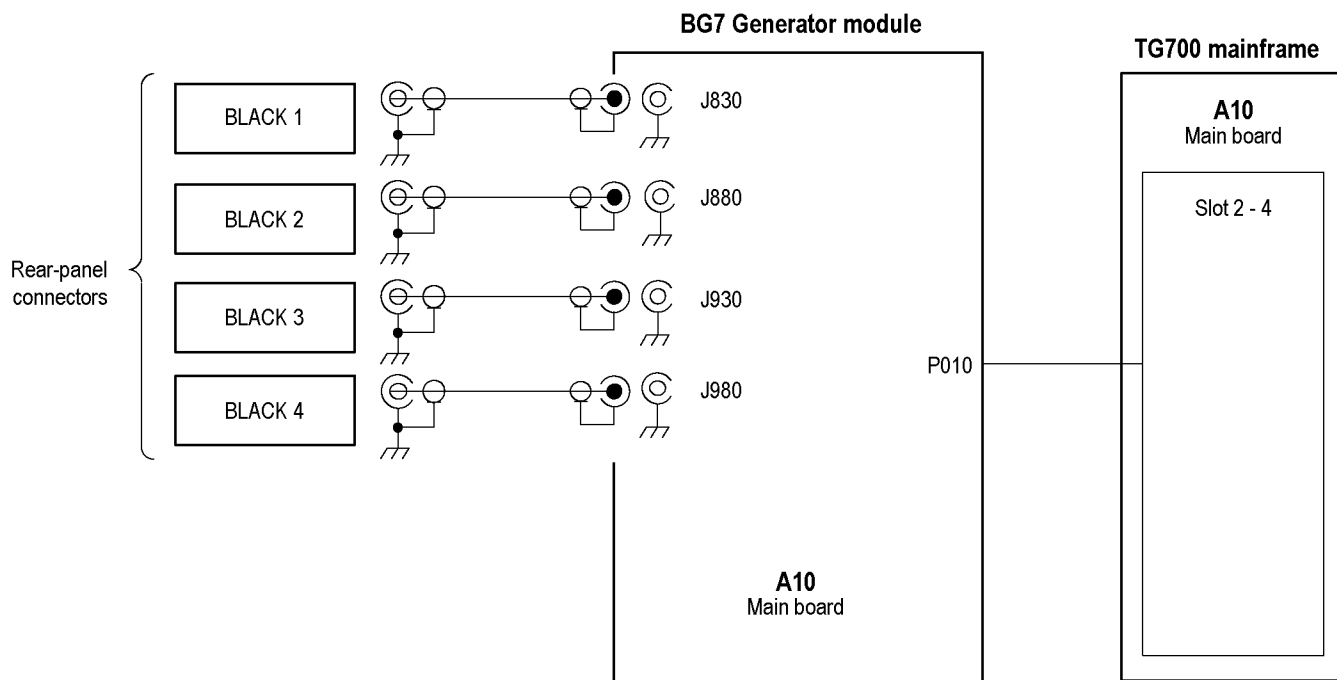 BG7 Generator module
TG700 mainframe
Rear-panel
connectors
BLACK 1
J830
BLACK 2
J880
BLACK 3
J930
BLACK 4
J980
P010
A10
Main board
A10
Main board
Slot 2 - 4